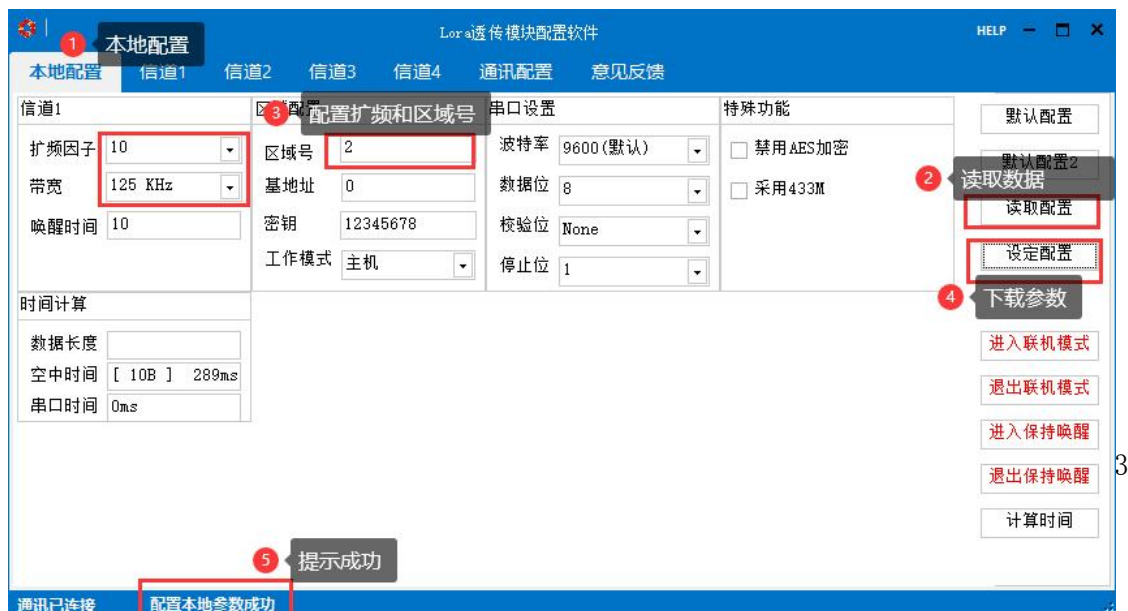 Lora透传模块配置软件
HELP
1 本地配置
本地配置 信道1 信道2 信道3 信道4 通讯配置 意见反馈
信道1
扩频因子 10
带宽 125 KHz
唤醒时间 10
3 配置扩频和区域号
区域号 2
基地址 0
密钥 12345678
工作模式 主机
串口设置
波特率 9600(默认)
数据位 8
校验位 None
停止位 1
特殊功能
禁用AES加密
采用433M
默认配置
默认配置2
2 读取数据
读取配置
设定配置
4 下载参数
时间计算
数据长度
空中时间 [ 10B ] 289ms
串口时间 0ms
进入联机模式
退出联机模式
进入保持唤醒
退出保持唤醒
3
计算时间
5 提示成功
通讯已连接 配置本地参数成功